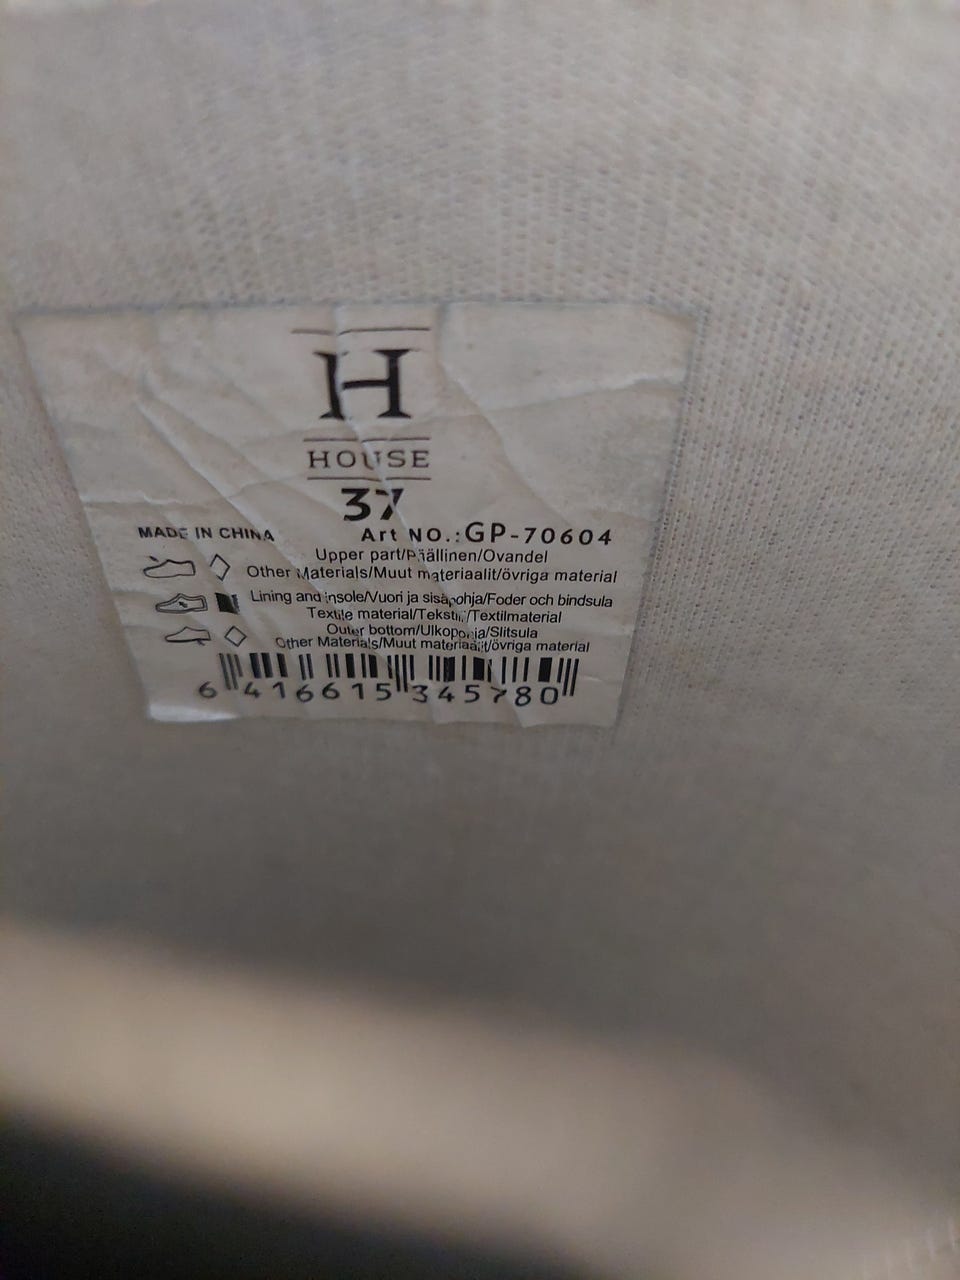 H
HOUSE
37
MADE IN CHINA Art NO.:GP-70604
Upper part/Päällinen/Ovandel
Other Materials/Muut materiaalit/övriga material
Lining and insole/Vuori ja sisäpohja/Foder och bindsula
Textile material/Tekstiili/Textilmaterial
Outer bottom/Ulkopohja/Slitsula
Other Materials/Muut materiaalit/övriga material
6 416615 345780